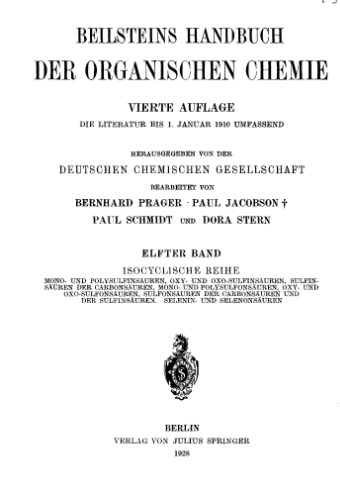 BEILSTEINS HANDBUCH
DER ORGANISCHEN CHEMIE
VIERTE AUFLAGE
DIE LITERATUR BIS 1. JANUAR 1910 UMFASSEND
HERAUSGEGEBEN VON DER
DEUTSCHEN CHEMISCHEN GESELLSCHAFT
BEARBEITET VON
BERNHARD PRAGER · PAUL JACOBSON †
PAUL SCHMIDT UND DORA STERN
ELFTER BAND
ISOCYCLISCHE REIHE
MONO- UND POLYSULFINSÄUREN, OXY- UND OXO-SULFINSÄUREN, SULFIN-
SÄUREN DER CARBONSÄUREN, MONO- UND POLYSULFONSÄUREN, OXY- UND
OXO-SULFONSÄUREN, SULFONSÄUREN DER CARBONSÄUREN UND
DER SULFINSÄUREN. SELENIN- UND SELENONSÄUREN
BERLIN
VERLAG VON JULIUS SPRINGER
1928